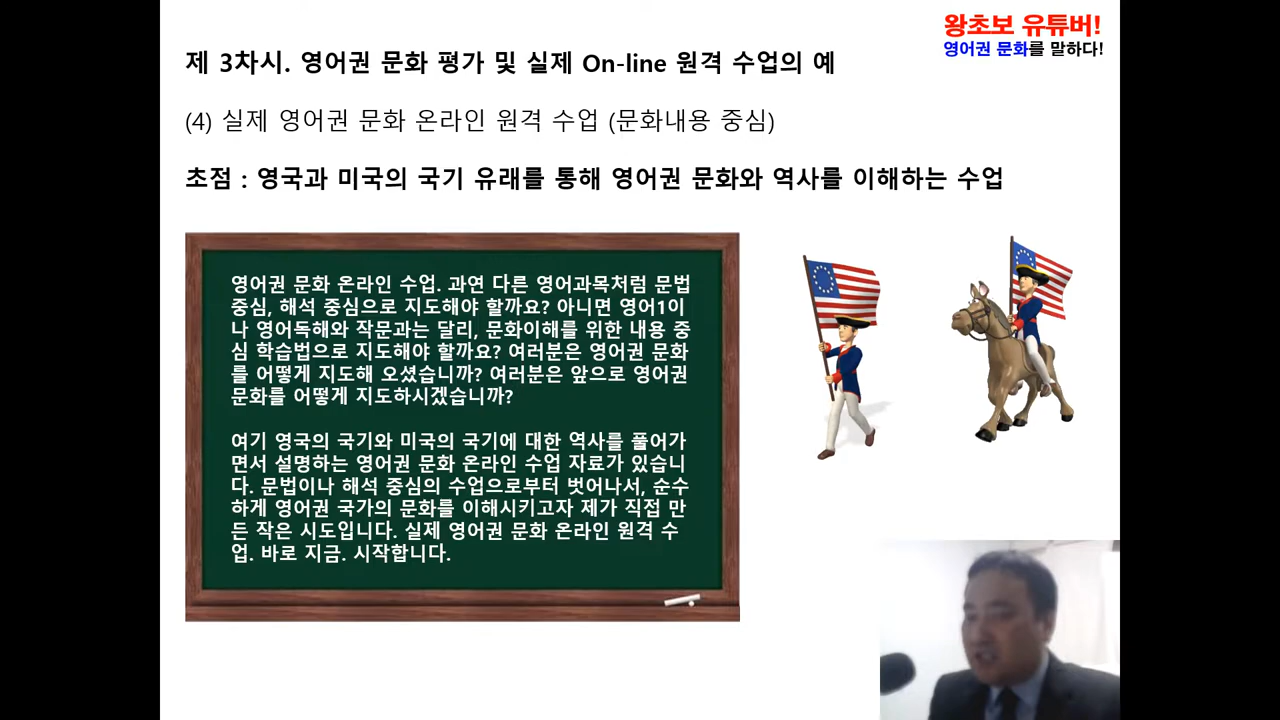 왕초보 유튜버!
영어권 문화를 말하다!
제 3차시. 영어권 문화 평가 및 실제 On-line 원격 수업의 예
(4) 실제 영어권 문화 온라인 원격 수업 (문화내용 중심)
초점 : 영국과 미국의 국기 유래를 통해 영어권 문화와 역사를 이해하는 수업
영어권 문화 온라인 수업. 과연 다른 영어과목처럼 문법
중심, 해석 중심으로 지도해야 할까요? 아니면 영어1이
나 영어독해와 작문과는 달리, 문화이해를 위한 내용 중
심 학습법으로 지도해야 할까요? 여러분은 영어권 문화
를 어떻게 지도해 오셨습니까? 여러분은 앞으로 영어권
문화를 어떻게 지도하시겠습니까?
여기 영국의 국기와 미국의 국기에 대한 역사를 풀어가
면서 설명하는 영어권 문화 온라인 수업 자료가 있습니
다. 문법이나 해석 중심의 수업으로부터 벗어나서, 순수
하게 영어권 국가의 문화를 이해시키고자 제가 직접 만
든 작은 시도입니다. 실제 영어권 문화 온라인 원격 수
업. 바로 지금. 시작합니다.